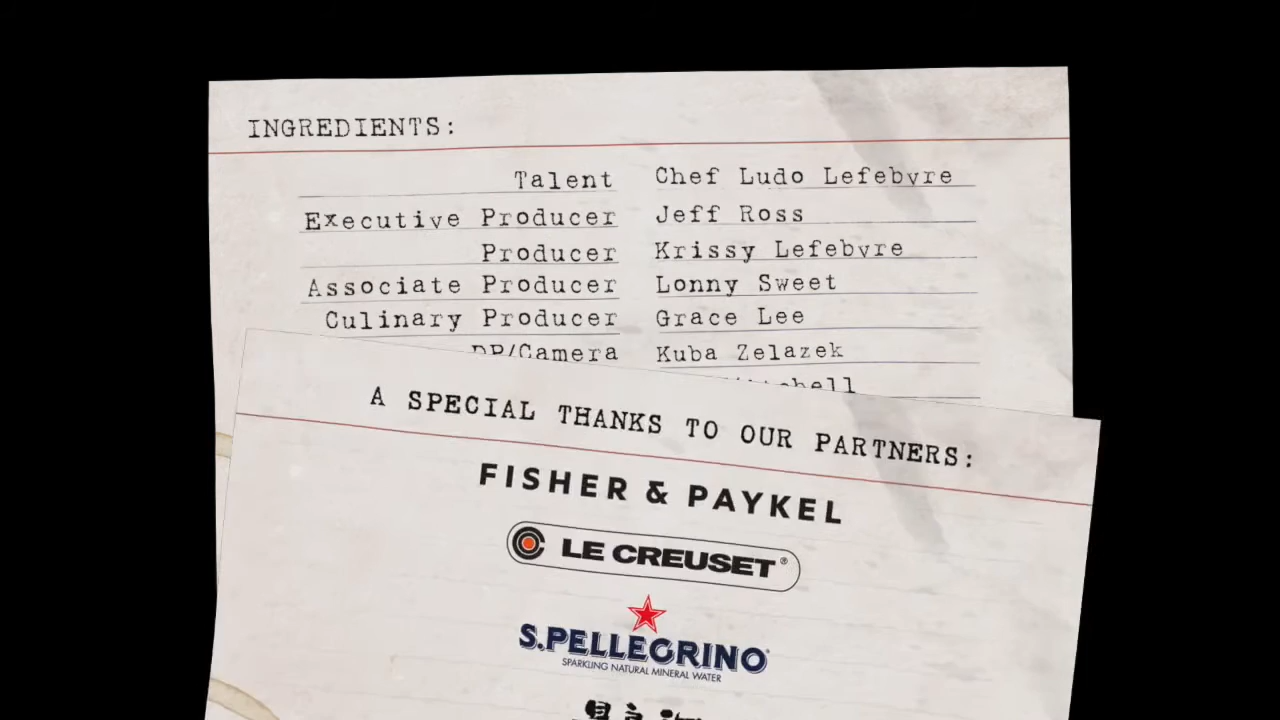 INGREDIENTS:
Talent Chef Ludo Lefebvre
Executive Producer Jeff Ross
Producer Krissy Lefebvre
Associate Producer Lonny Sweet
Culinary Producer Grace Lee
DP/Camera Kuba Zelazek
A SPECIAL THANKS TO OUR PARTNERS:
FISHER & PAYKEL
LE CREUSET®
S.PELLEGRINO®
SPARKLING NATURAL MINERAL WATER